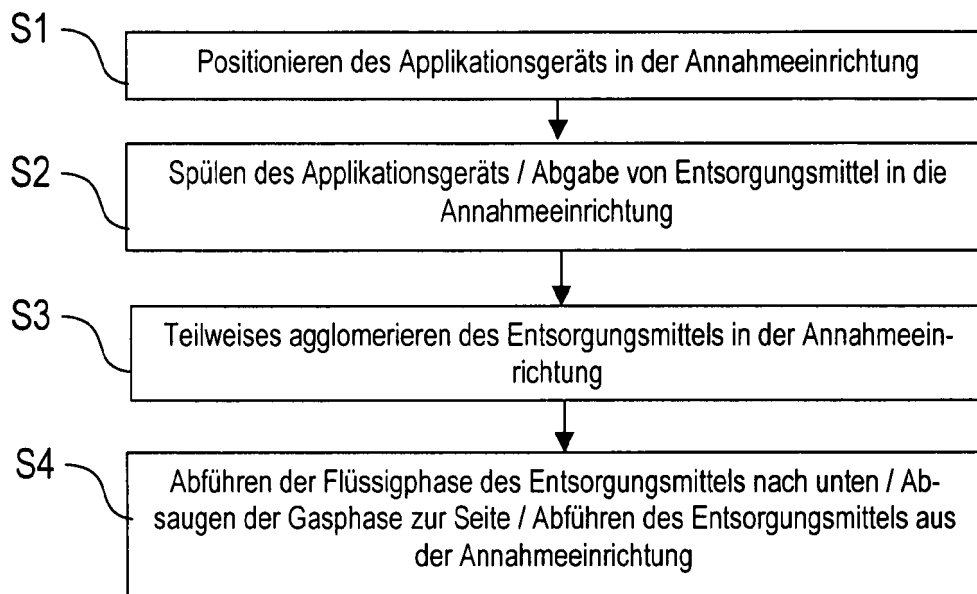 S1
Positionieren des Applikationsgeräts in der Annahmeeinrichtung
S2
Spülen des Applikationsgeräts / Abgabe von Entsorgungsmittel in die
Annahmeeinrichtung
S3
Teilweises agglomerieren des Entsorgungsmittels in der Annahmeein-
richtung
S4
Abführen der Flüssigphase des Entsorgungsmittels nach unten / Ab-
saugen der Gasphase zur Seite / Abführen des Entsorgungsmittels aus
der Annahmeeinrichtung